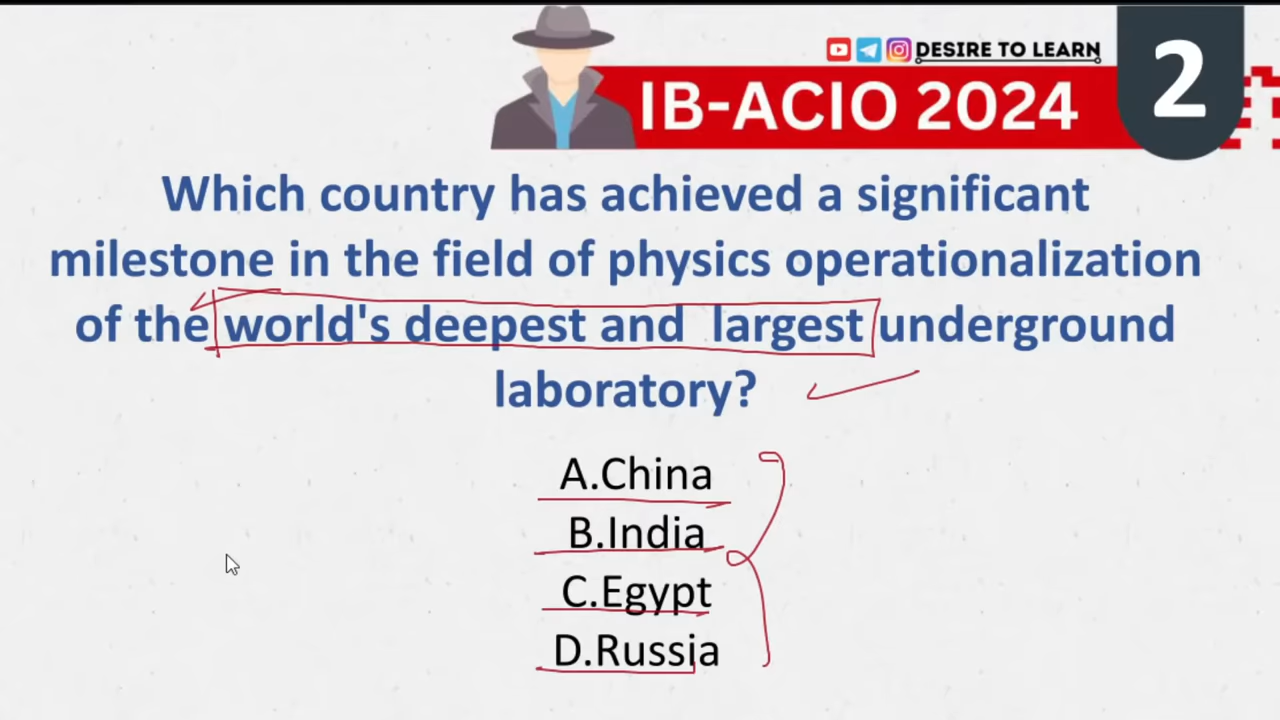 DESIRE TO LEARN
IB-ACIO 2024
2
Which country has achieved a significant
milestone in the field of physics operationalization
of the world's deepest and largest underground
laboratory?
A.China
B.India
C.Egypt
D.Russia